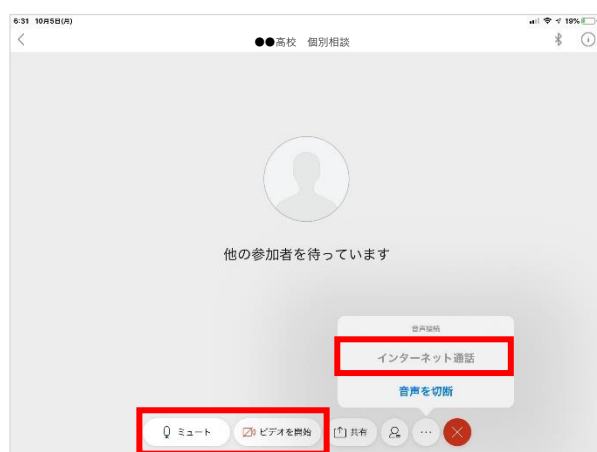 6:31 10月5日(月)
19%
●●高校 個別相談
他の参加者を待っています
音声接続
インターネット通話
音声を切断
ミュート
ビデオを開始
共有